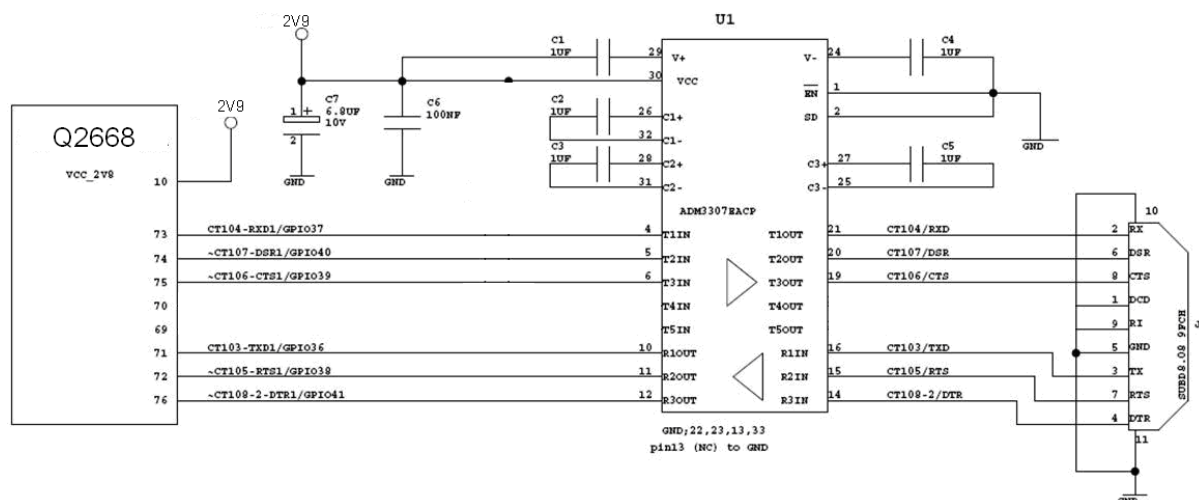 U1
2V9
C1
1UF
29
V+
V-
24
C4
1UF
30
VCC
C7
6.8UF
10V
1
+
2
C6
100NF
EN
1
SD
2
GND
GND
GND
C2
1UF
26
C1+
32
C1-
C3
1UF
28
C2+
31
C2-
C3+
27
C3-
25
C5
1UF
2V9
Q2668
VCC_2V8
10
ADM3307EACP
73
CT104-RXD1/GPIO37
4
T1IN
T1OUT
21
CT104/RXD
2
RX
10
74
~CT107-DSR1/GPIO40
5
T2IN
T2OUT
20
CT107/DSR
6
DSR
75
~CT106-CTS1/GPIO39
6
T3IN
T3OUT
19
CT106/CTS
8
CTS
70
T4IN
T4OUT
1
DCD
69
T5IN
T5OUT
9
RI
71
CT103-TXD1/GPIO36
10
R1OUT
R1IN
16
CT103/TXD
5
GND
3
TX
72
~CT105-RTS1/GPIO38
11
R2OUT
R2IN
15
CT105/RTS
7
RTS
76
~CT108-2-DTR1/GPIO41
12
R3OUT
R3IN
14
CT108-2/DTR
4
DTR
11
SUBD8.08 9PCH
GND;22,23,13,33
pin13 (NC) to GND
GND